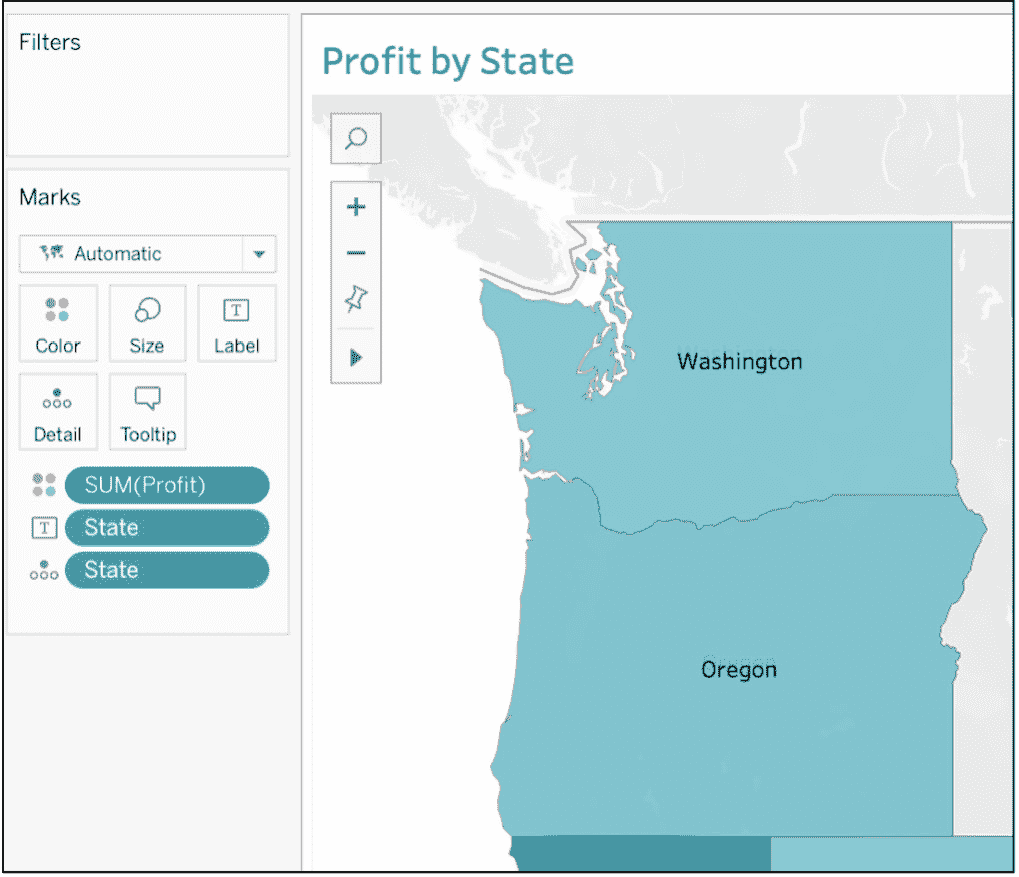 Filters
Profit by State
Marks
Automatic
Color
Size
T
Label
Detail
Tooltip
SUM(Profit)
T
State
State
Washington
Oregon